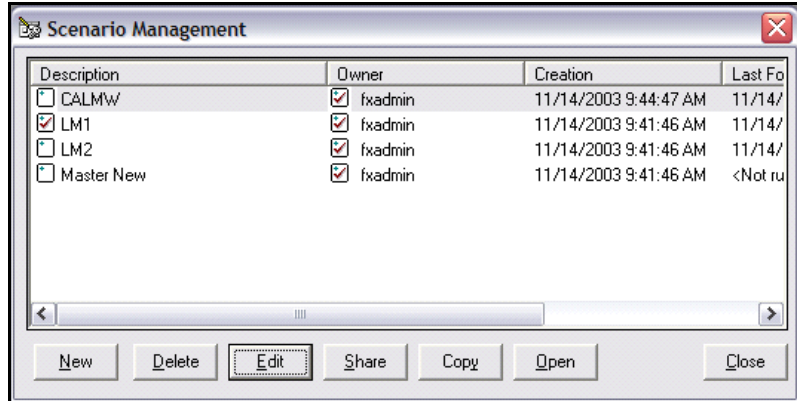 Scenario Management
Description Owner Creation Last Fo
CALMW fxadmin 11/14/2003 9:44:47 AM 11/14/
LM1 fxadmin 11/14/2003 9:41:46 AM 11/14/
LM2 fxadmin 11/14/2003 9:41:46 AM 11/14/
Master New fxadmin 11/14/2003 9:41:46 AM <Not ru
New Delete Edit Share Copy Open Close